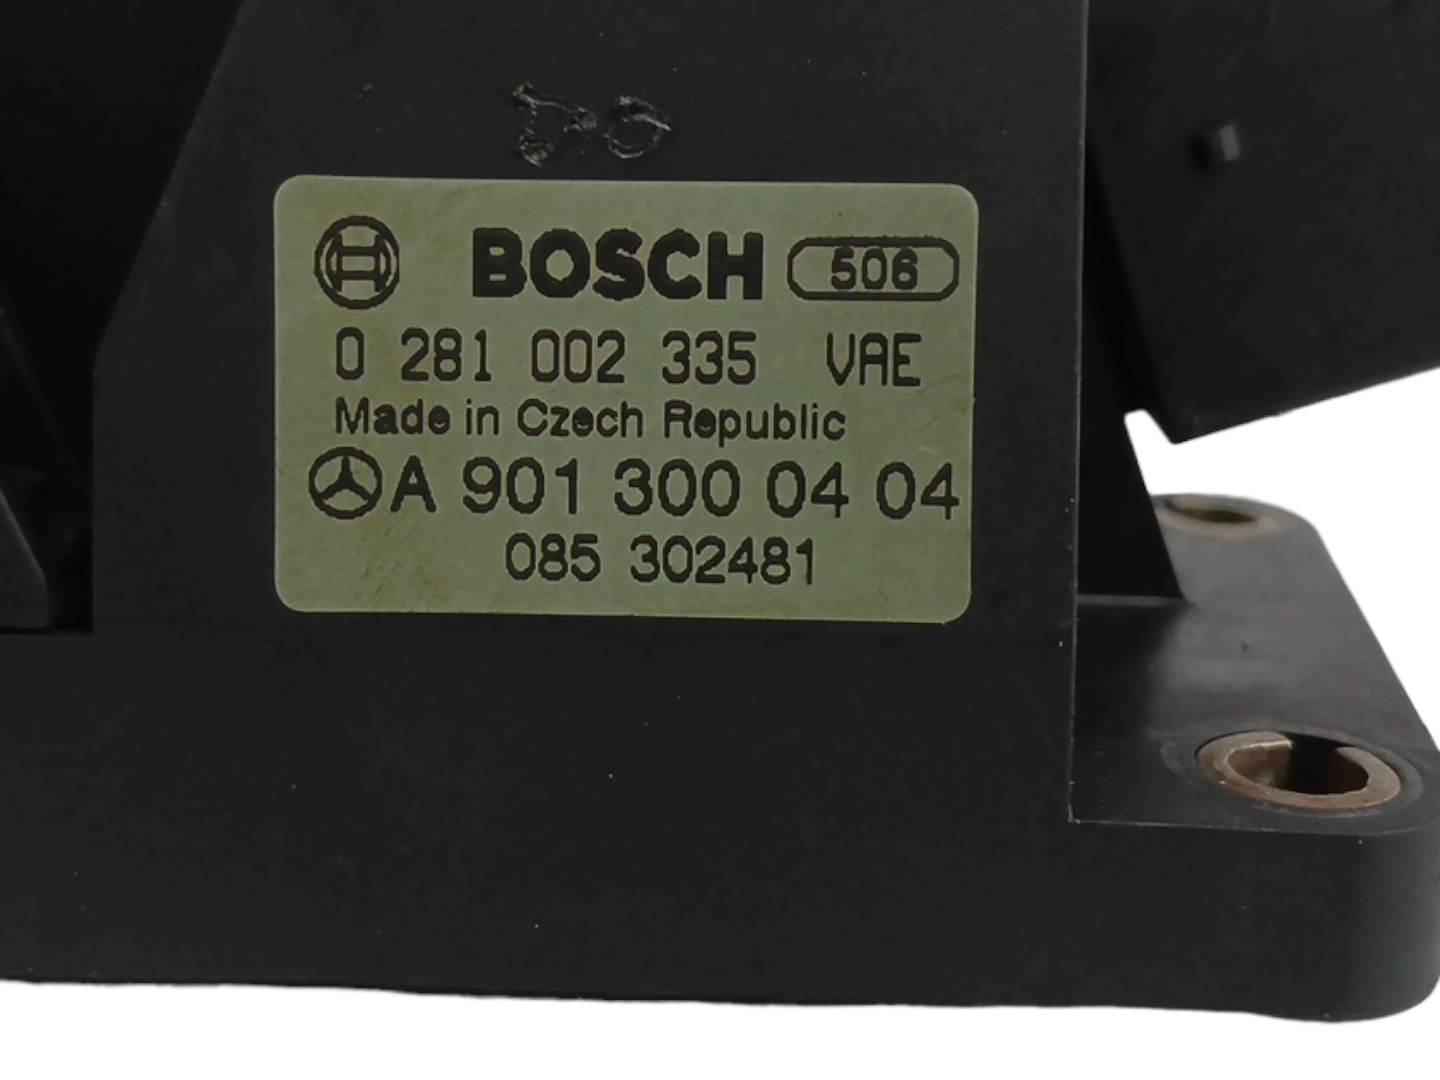 BOSCH 506
0 281 002 335 VAE
Made in Czech Republic
A 901 300 04 04
085 302481